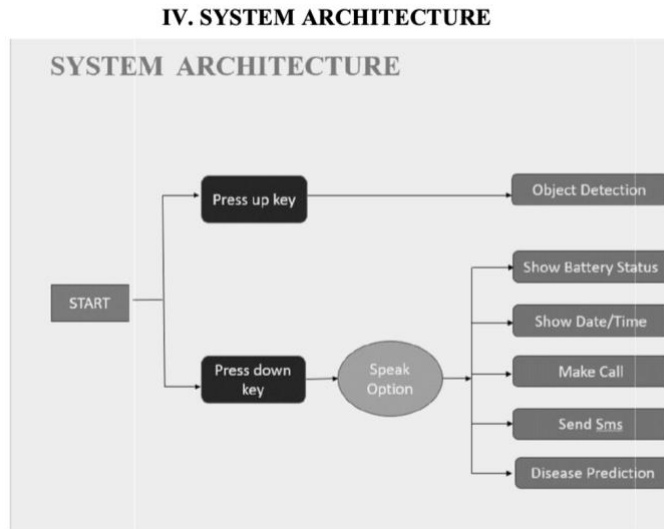 IV. SYSTEM ARCHITECTURE
SYSTEM ARCHITECTURE
Press up key
Object Detection
START
Show Battery Status
Show Date/Time
Press down
key
Speak
Option
Make Call
Send Sms
Disease Prediction